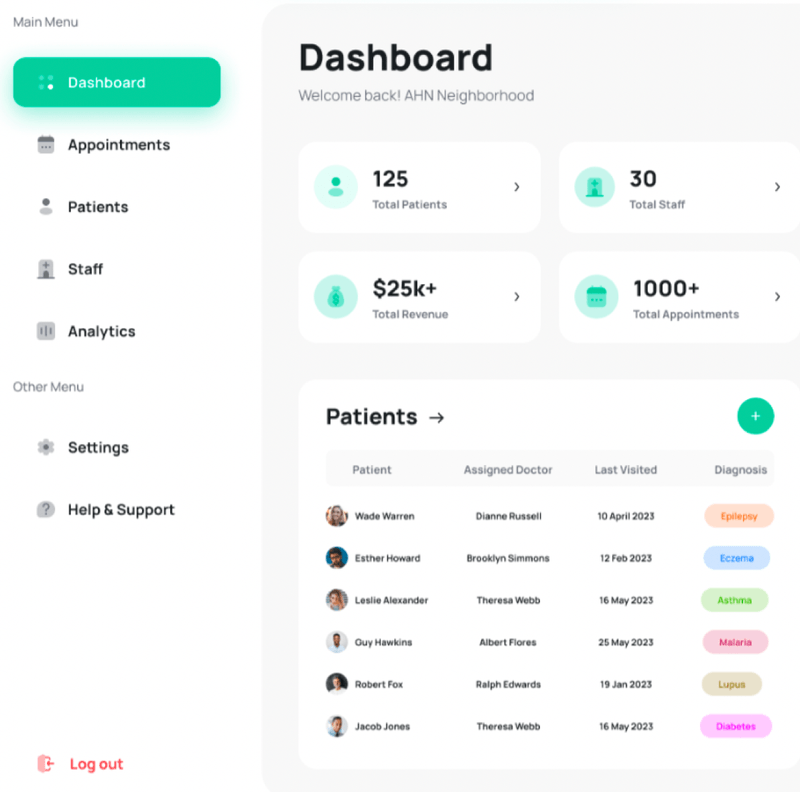 Main Menu
Dashboard
Appointments
Patients
Staff
Analytics
Other Menu
Settings
Help & Support
Log out
Dashboard
Welcome back! AHN Neighborhood
125
Total Patients
30
Total Staff
$25k+
Total Revenue
1000+
Total Appointments
Patients →
+
Patient Assigned Doctor Last Visited Diagnosis
Wade Warren Dianne Russell 10 April 2023 Epilepsy
Esther Howard Brooklyn Simmons 12 Feb 2023 Eczema
Leslie Alexander Theresa Webb 16 May 2023 Asthma
Guy Hawkins Albert Flores 25 May 2023 Malaria
Robert Fox Ralph Edwards 19 Jan 2023 Lupus
Jacob Jones Theresa Webb 16 May 2023 Diabetes